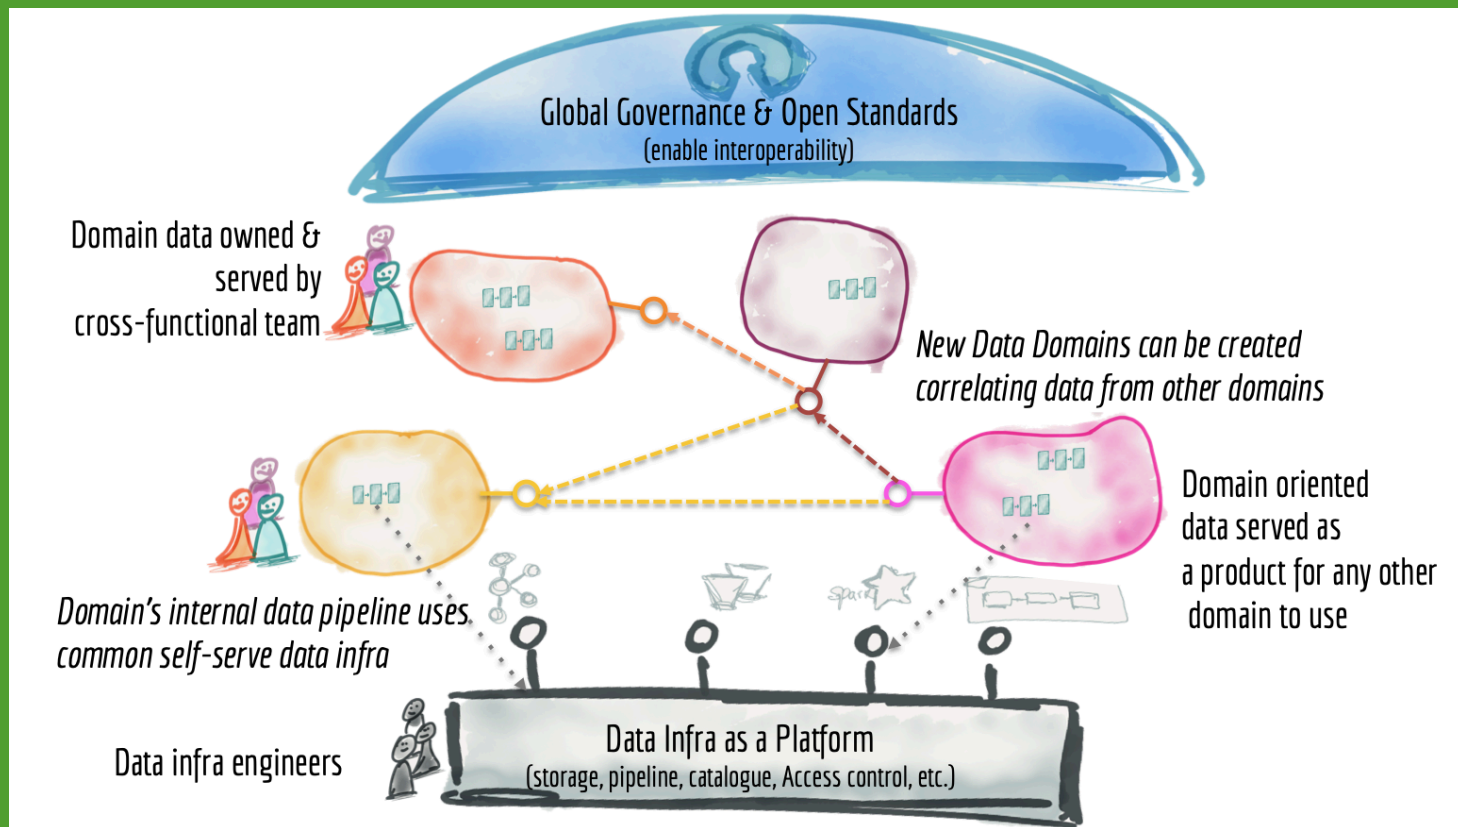 Global Governance & Open Standards
(enable interoperability)
Domain data owned &
served by
cross-functional team
New Data Domains can be created
correlating data from other domains
Domain oriented
data served as
a product for any other
domain to use
Domain's internal data pipeline uses
common self-serve data infra
Spark
Data infra engineers
Data Infra as a Platform
(storage, pipeline, catalogue, Access control, etc.)